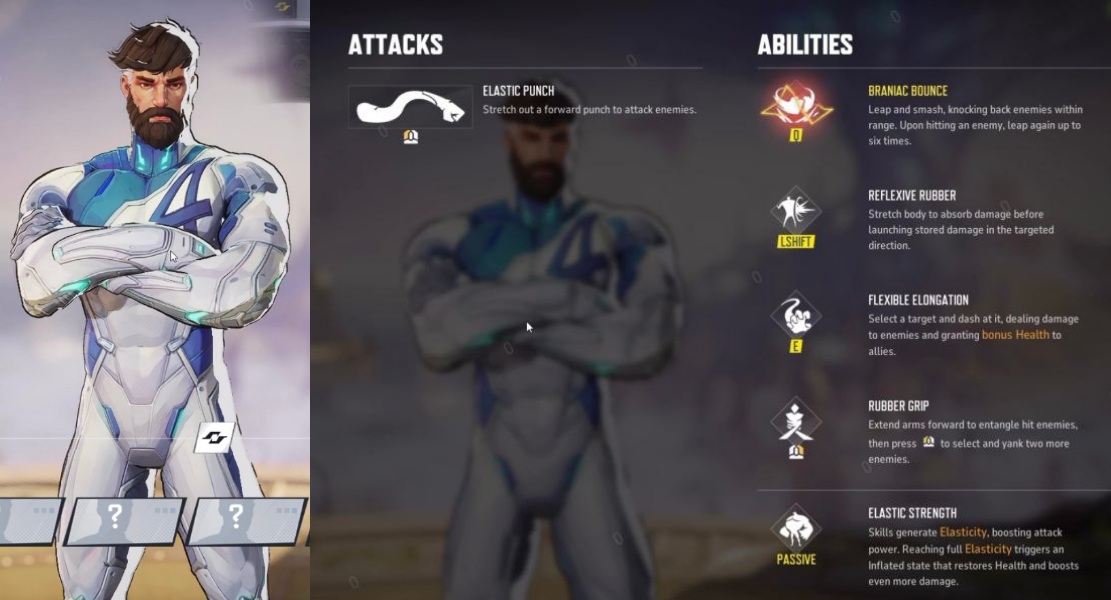 ?
?
ATTACKS
ELASTIC PUNCH
Stretch out a forward punch to attack enemies.
ABILITIES
BRANIAC BOUNCE
Leap and smash, knocking back enemies within
range. Upon hitting an enemy, leap again up to
six times.
Q
REFLEXIVE RUBBER
Stretch body to absorb damage before
launching stored damage in the targeted
direction.
LSHIFT
FLEXIBLE ELONGATION
Select a target and dash at it, dealing damage
to enemies and granting bonus Health to
allies.
E
RUBBER GRIP
Extend arms forward to entangle hit enemies,
then press to select and yank two more
enemies.
ELASTIC STRENGTH
Skills generate Elasticity, boosting attack
power. Reaching full Elasticity triggers an
Inflated state that restores Health and boosts
even more damage.
PASSIVE